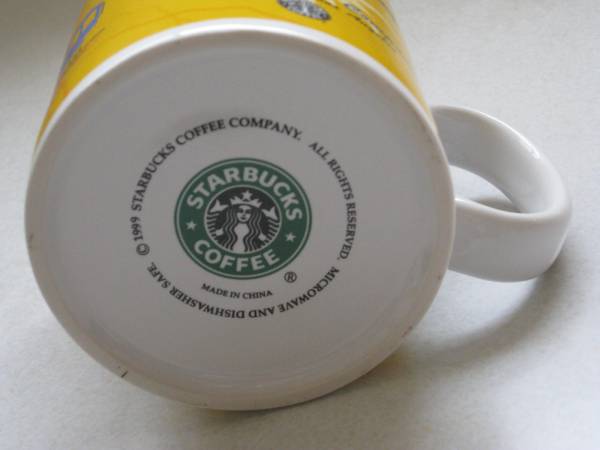 © 1999 STARBUCKS COFFEE COMPANY. ALL RIGHTS RESERVED. MICROWAVE AND DISHWASHER SAFE.
STARBUCKS
COFFEE
®
MADE IN CHINA